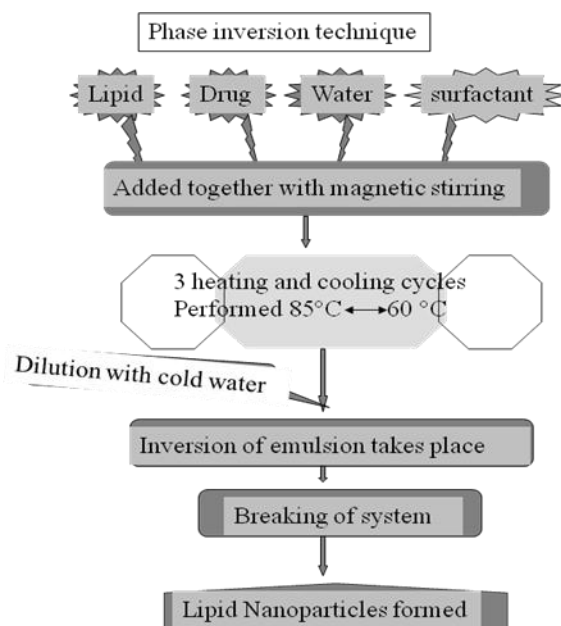 Phase inversion technique
Lipid Drug Water surfactant
Added together with magnetic stirring
3 heating and cooling cycles
Performed 85°C ↔ 60 °C
Dilution with cold water
Inversion of emulsion takes place
Breaking of system
Lipid Nanoparticles formed